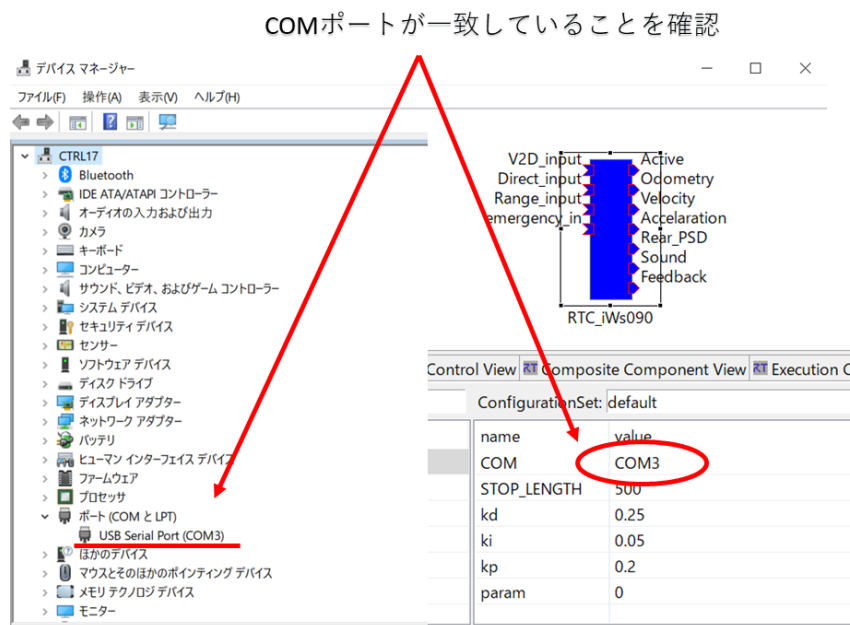 COMポートが一致していることを確認
デバイス マネージャー
ファイル(F) 操作(A) 表示(V) ヘルプ(H)
CTRL17
Bluetooth
IDE ATA/ATAPI コントローラー
オーディオの入力および出力
カメラ
キーボード
コンピューター
サウンド、ビデオ、およびゲーム コントローラー
システム デバイス
セキュリティ デバイス
センサー
ソフトウェア デバイス
ディスク ドライブ
ディスプレイ アダプター
ネットワーク アダプター
バッテリ
ヒューマン インターフェイス デバイス
ファームウェア
プロセッサ
ポート (COM と LPT)
USB Serial Port (COM3)
ほかのデバイス
マウスとそのほかのポインティング デバイス
メモリ テクノロジ デバイス
モニター
V2D_input
Direct_input
Range_input
emergency_in
Active
Odometry
Velocity
Accelaration
Rear_PSD
Sound
Feedback
RTC_iWs090
Control View RT Composite Component View RT Execution C
ConfigurationSet: default
name value
COM COM3
STOP_LENGTH 500
kd 0.25
ki 0.05
kp 0.2
param 0